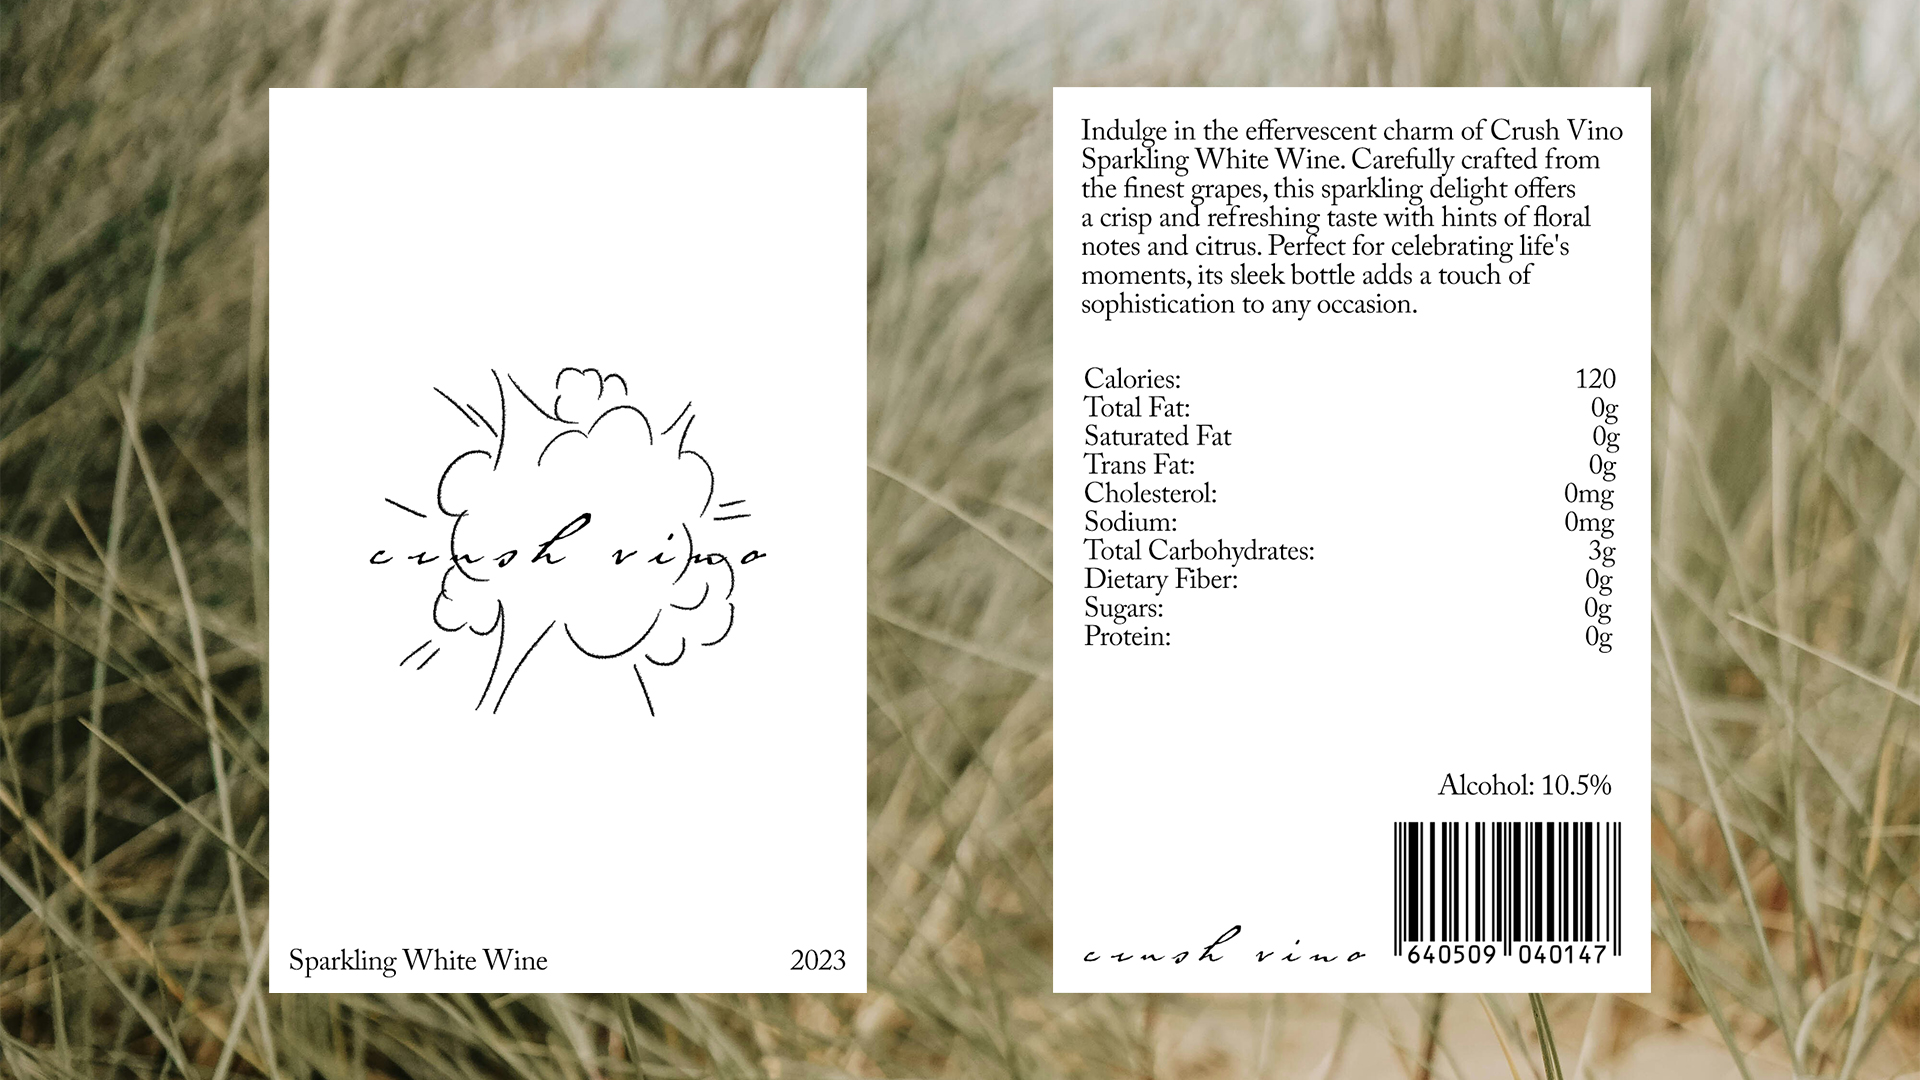 crush vino
Sparkling White Wine
2023
Indulge in the effervescent charm of Crush Vino
Sparkling White Wine. Carefully crafted from
the finest grapes, this sparkling delight offers
a crisp and refreshing taste with hints of floral
notes and citrus. Perfect for celebrating life's
moments, its sleek bottle adds a touch of
sophistication to any occasion.
Calories: 120
Total Fat: 0g
Saturated Fat 0g
Trans Fat: 0g
Cholesterol: 0mg
Sodium: 0mg
Total Carbohydrates: 3g
Dietary Fiber: 0g
Sugars: 0g
Protein: 0g
Alcohol: 10.5%
crush vino
640509 040147